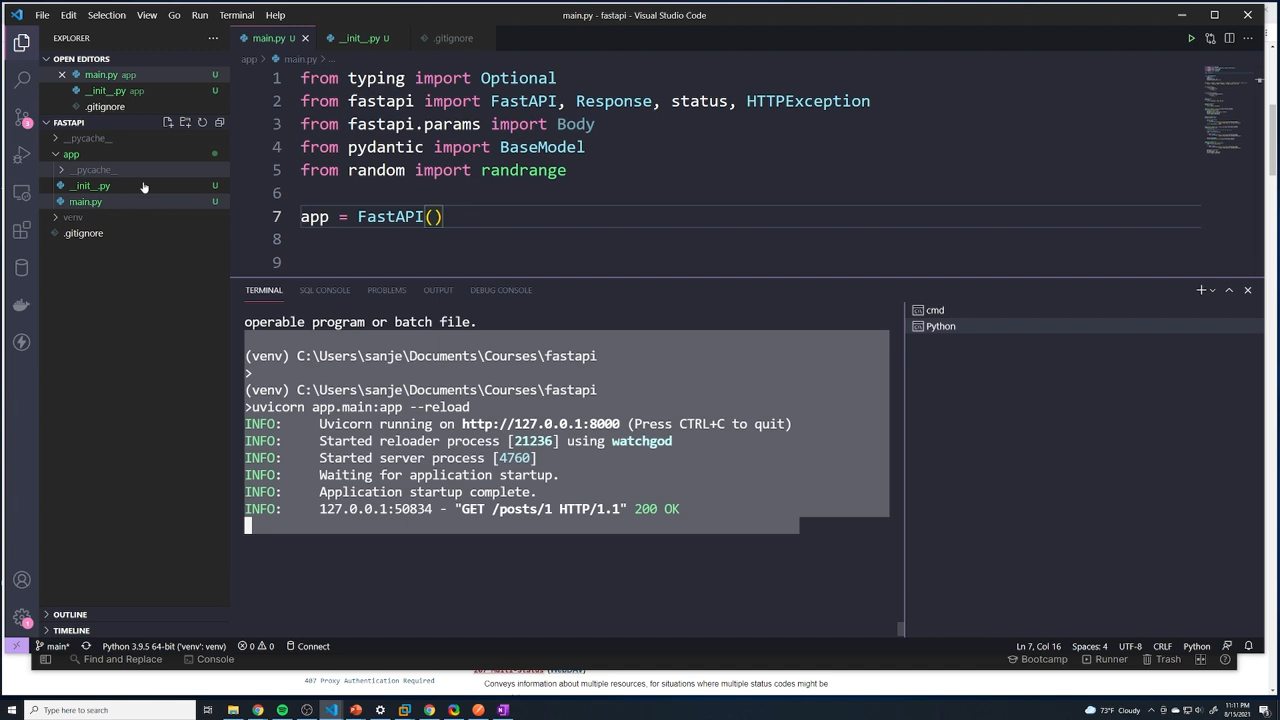 File Edit Selection View Go Run Terminal Help
main.py - fastapi - Visual Studio Code
EXPLORER
OPEN EDITORS
main.py app U
__init__.py app U
.gitignore
FASTAPI
__pycache__
app
__pycache__
__init__.py U
main.py U
venv
.gitignore
OUTLINE
TIMELINE
main.py U
__init__.py U
.gitignore
app > main.py > ...
1 from typing import Optional
2 from fastapi import FastAPI, Response, status, HTTPException
3 from fastapi.params import Body
4 from pydantic import BaseModel
5 from random import randrange
6
7 app = FastAPI()
8
9
TERMINAL SQL CONSOLE PROBLEMS OUTPUT DEBUG CONSOLE
operable program or batch file.
(venv) C:\Users\sanje\Documents\Courses\fastapi
>
(venv) C:\Users\sanje\Documents\Courses\fastapi
>uvicorn app.main:app --reload
INFO: Uvicorn running on http://127.0.0.1:8000 (Press CTRL+C to quit)
INFO: Started reloader process [21236] using watchgod
INFO: Started server process [4760]
INFO: Waiting for application startup.
INFO: Application startup complete.
INFO: 127.0.0.1:50834 - "GET /posts/1 HTTP/1.1" 200 OK
cmd
Python
main* Python 3.9.5 64-bit ('venv': venv) 0 0 Connect
Ln 7, Col 16 Spaces: 4 UTF-8 CRLF Python
Find and Replace Console
Bootcamp Runner Trash
407 Proxy Authentication Required
Conveys information about multiple resources, for situations where multiple status codes might be
Type here to search
73°F Cloudy
11:11 PM
8/15/2021